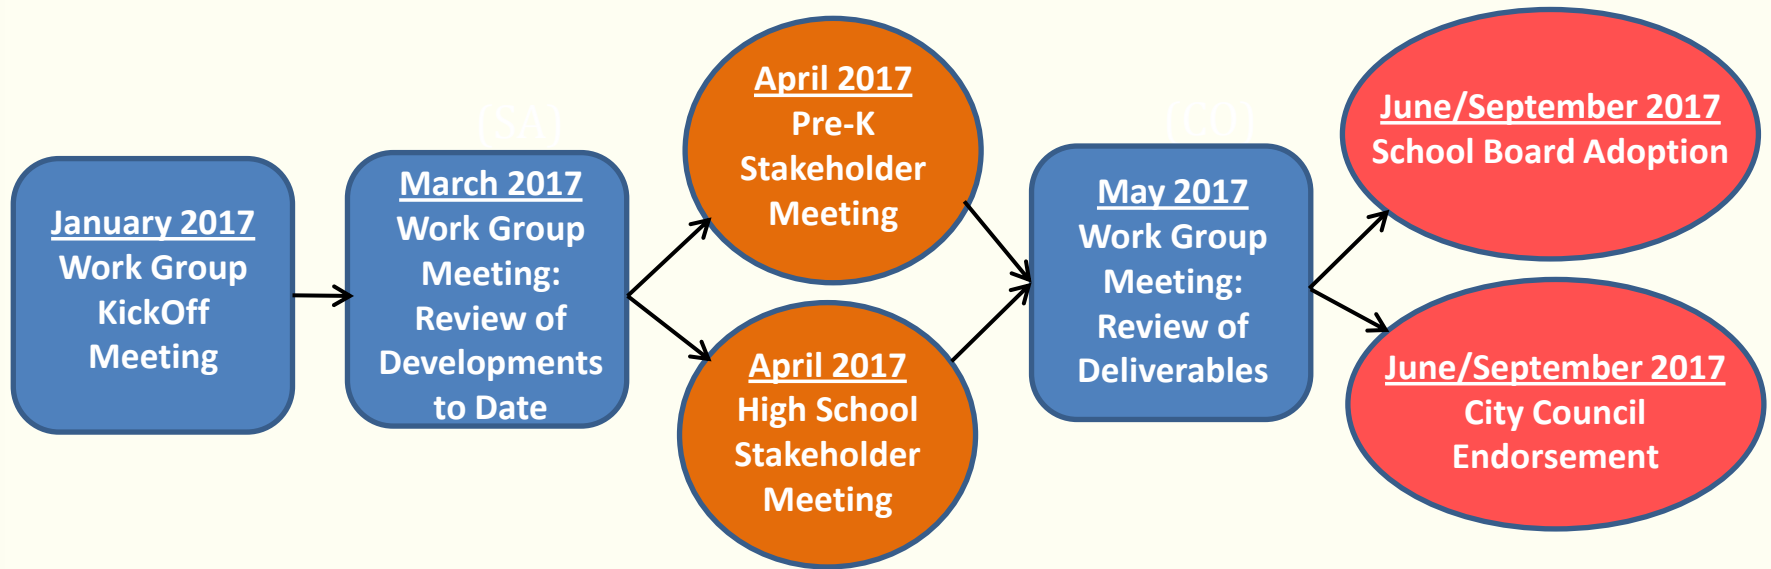 January 2017
Work Group
KickOff
Meeting
(SA)
March 2017
Work Group
Meeting:
Review of
Developments
to Date
April 2017
Pre-K
Stakeholder
Meeting
April 2017
High School
Stakeholder
Meeting
(CO)
May 2017
Work Group
Meeting:
Review of
Deliverables
June/September 2017
School Board Adoption
June/September 2017
City Council
Endorsement